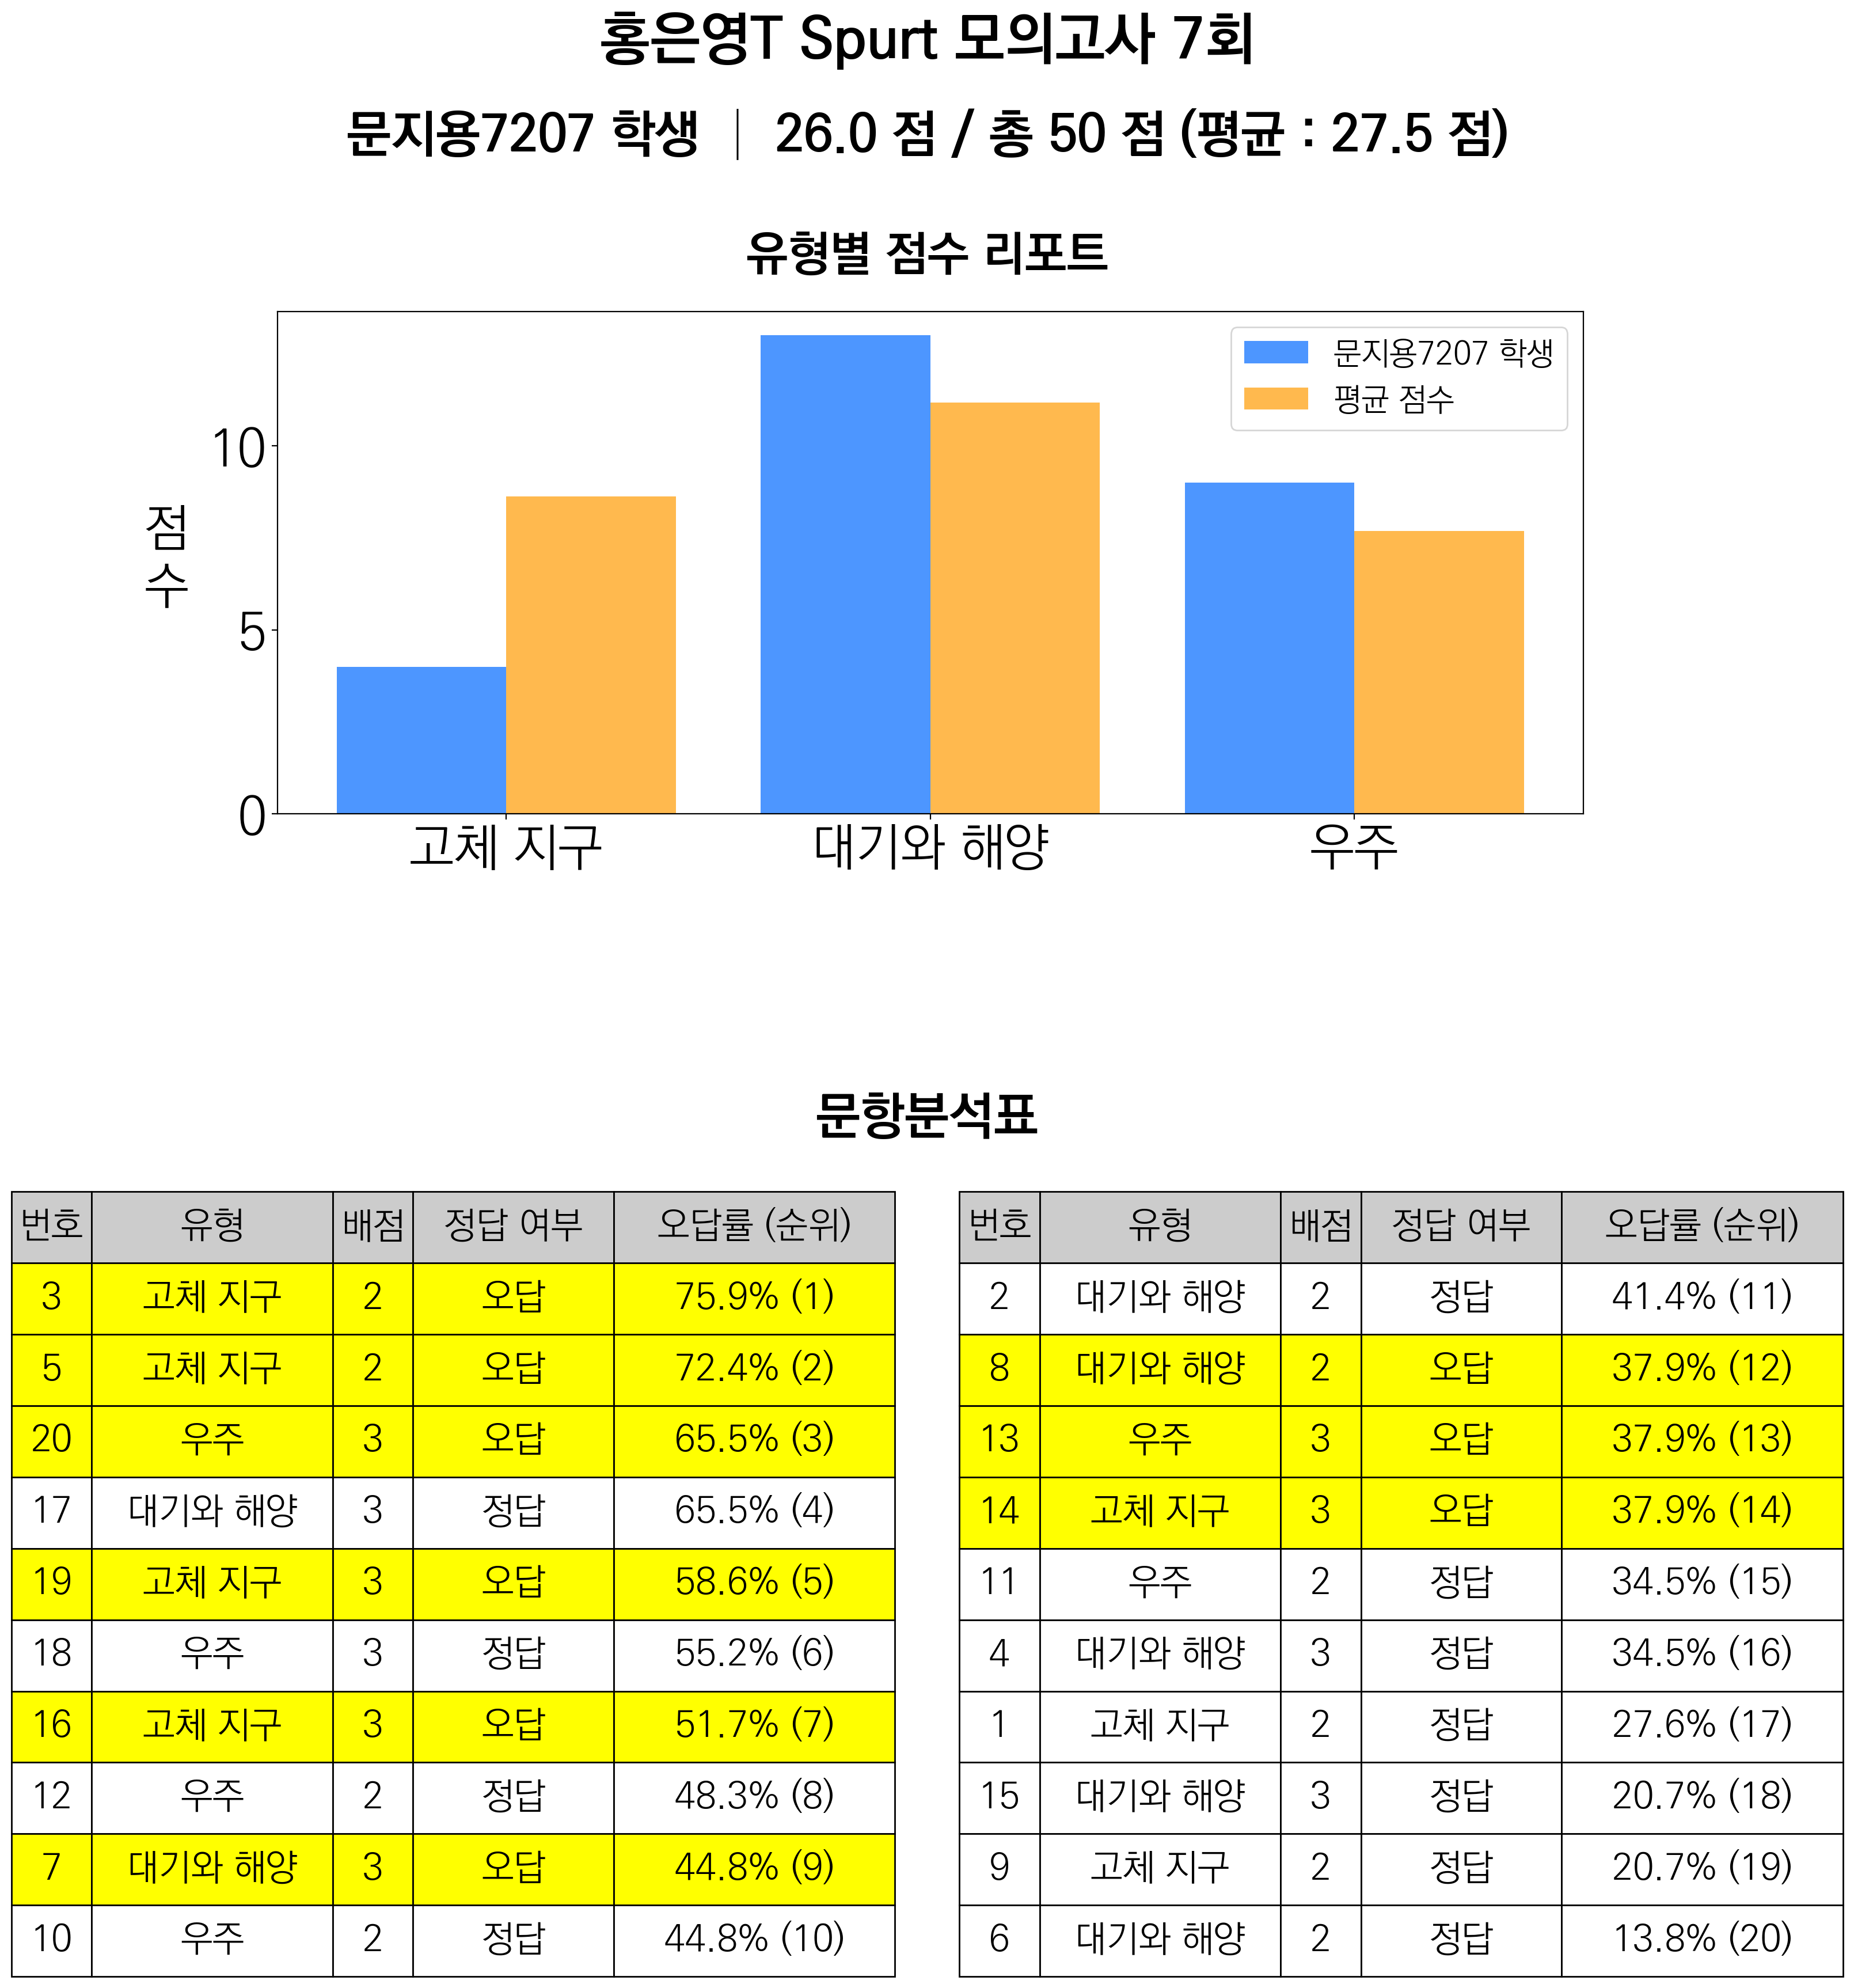 홍은영T Spurt 모의고사 7회
문지용7207 학생 │ 26.0 점 / 총 50 점 (평균 : 27.5 점)
유형별 점수 리포트
문지용7207 학생
평균 점수
점
수
10
5
0
고체 지구 대기와 해양 우주
문항분석표
번호 유형 배점 정답 여부 오답률 (순위)
3 고체 지구 2 오답 75.9% (1)
5 고체 지구 2 오답 72.4% (2)
20 우주 3 오답 65.5% (3)
17 대기와 해양 3 정답 65.5% (4)
19 고체 지구 3 오답 58.6% (5)
18 우주 3 정답 55.2% (6)
16 고체 지구 3 오답 51.7% (7)
12 우주 2 정답 48.3% (8)
7 대기와 해양 3 오답 44.8% (9)
10 우주 2 정답 44.8% (10)
번호 유형 배점 정답 여부 오답률 (순위)
2 대기와 해양 2 정답 41.4% (11)
8 대기와 해양 2 오답 37.9% (12)
13 우주 3 오답 37.9% (13)
14 고체 지구 3 오답 37.9% (14)
11 우주 2 정답 34.5% (15)
4 대기와 해양 3 정답 34.5% (16)
1 고체 지구 2 정답 27.6% (17)
15 대기와 해양 3 정답 20.7% (18)
9 고체 지구 2 정답 20.7% (19)
6 대기와 해양 2 정답 13.8% (20)